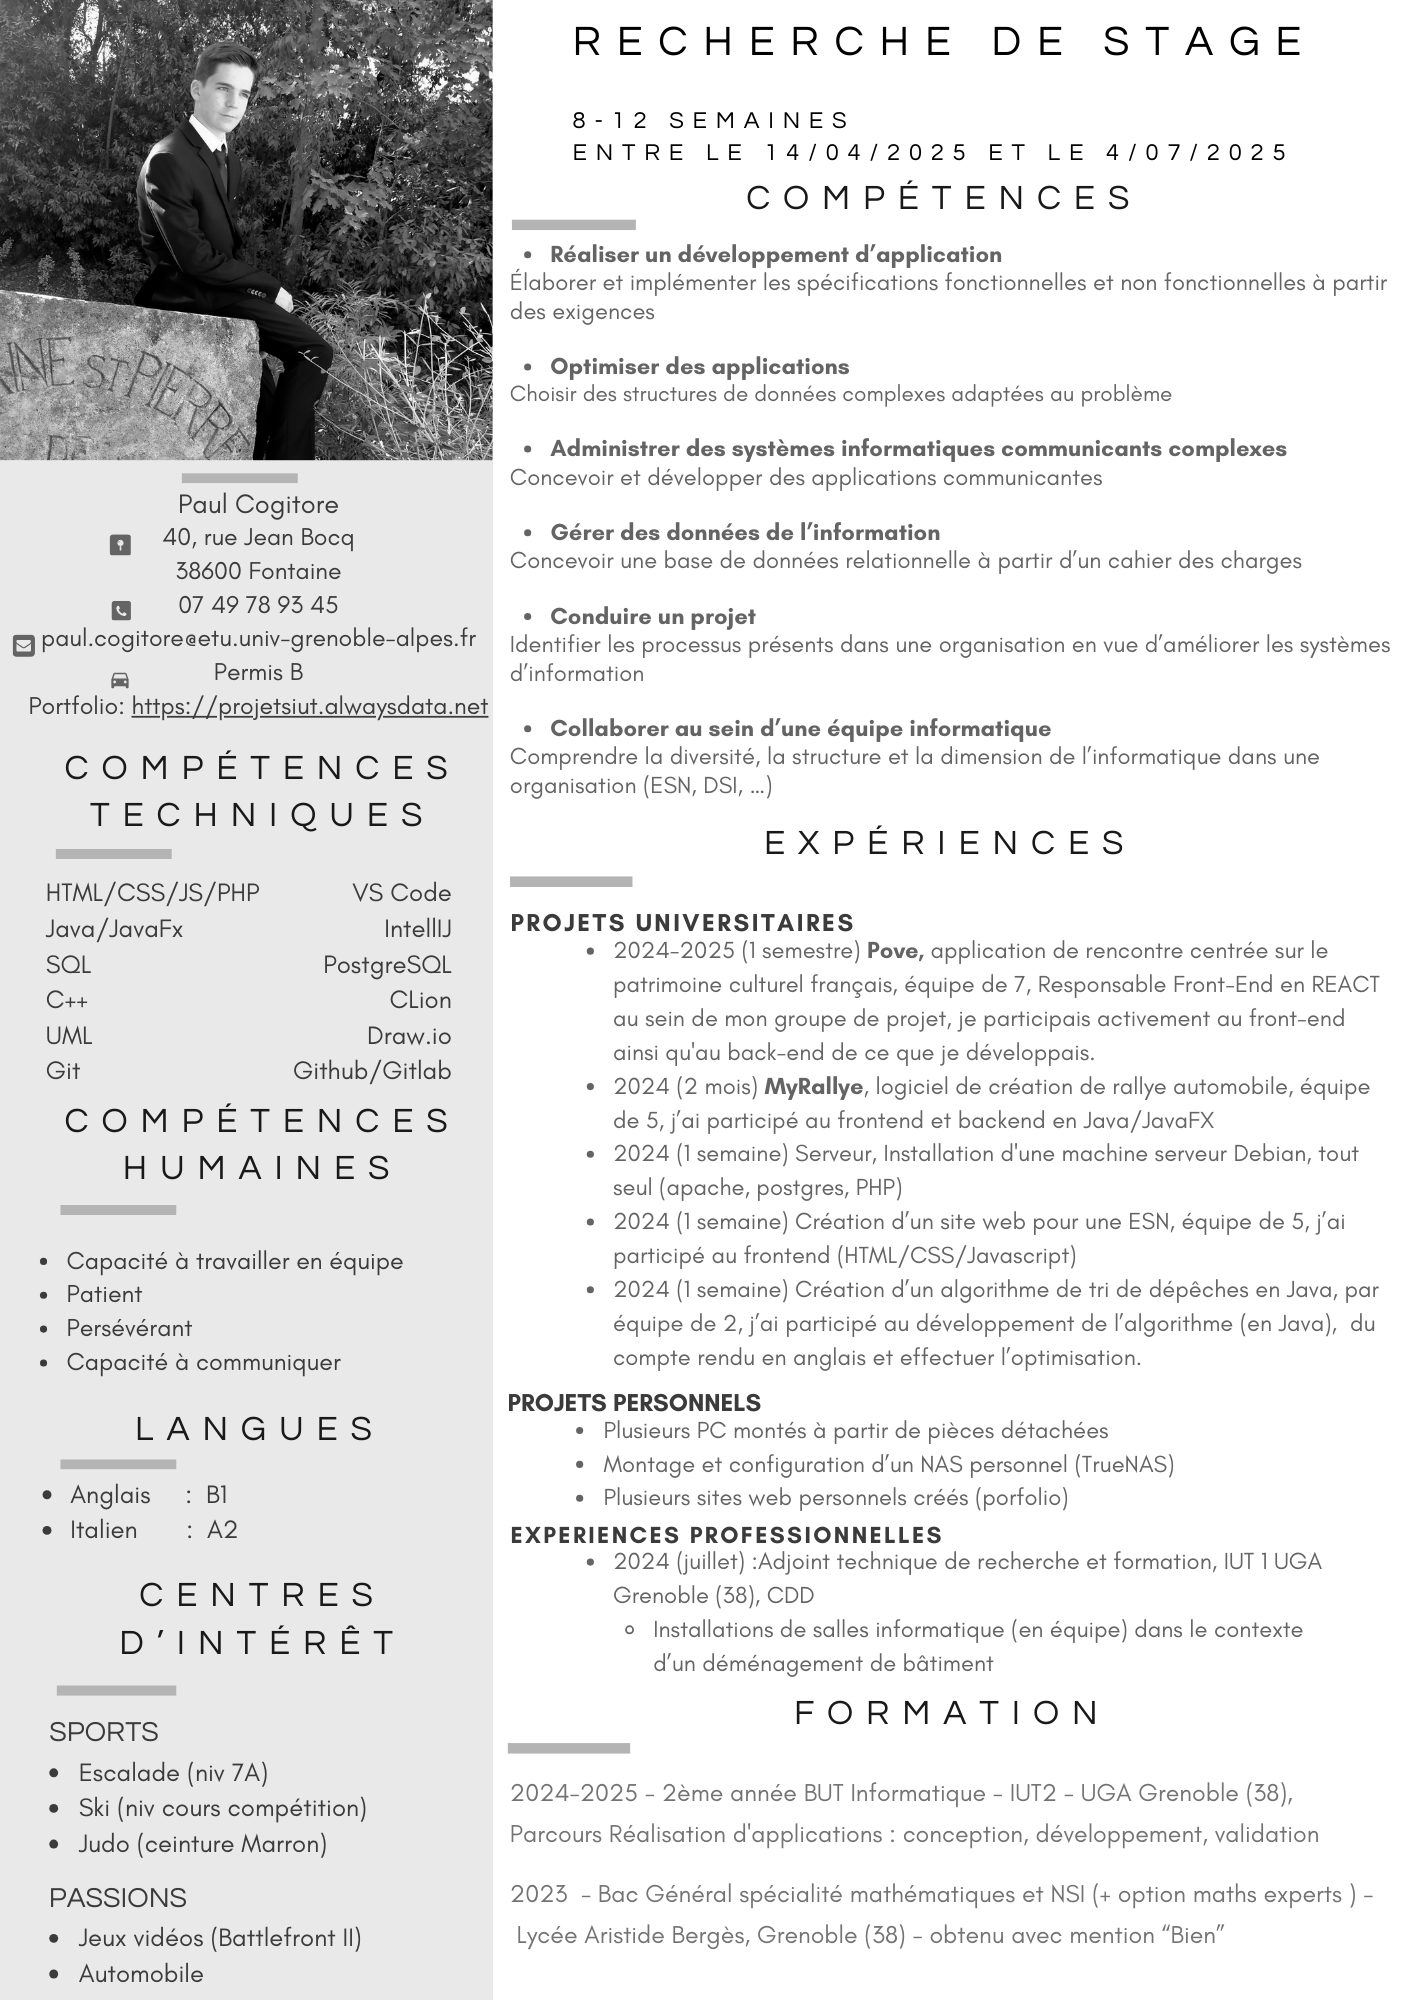 INE ST PIERRE
DE
Paul Cogitore
40, rue Jean Bocq
38600 Fontaine
07 49 78 93 45
paul.cogitore@etu.univ-grenoble-alpes.fr
Permis B
Portfolio: https://projetsiut.alwaysdata.net
COMPÉTENCES
TECHNIQUES
HTML/CSS/JS/PHP VS Code
Java/JavaFx IntellIJ
SQL PostgreSQL
C++ CLion
UML Draw.io
Git Github/Gitlab
COMPÉTENCES
HUMAINES
• Capacité à travailler en équipe
• Patient
• Persévérant
• Capacité à communiquer
LANGUES
• Anglais : B1
• Italien : A2
CENTRES
D’INTÉRÊT
SPORTS
• Escalade (niv 7A)
• Ski (niv cours compétition)
• Judo (ceinture Marron)
PASSIONS
• Jeux vidéos (Battlefront II)
• Automobile
RECHERCHE DE STAGE
8-12 SEMAINES
ENTRE LE 14/04/2025 ET LE 4/07/2025
COMPÉTENCES
• Réaliser un développement d’application
Élaborer et implémenter les spécifications fonctionnelles et non fonctionnelles à partir
des exigences
• Optimiser des applications
Choisir des structures de données complexes adaptées au problème
• Administrer des systèmes informatiques communicants complexes
Concevoir et développer des applications communicantes
• Gérer des données de l’information
Concevoir une base de données relationnelle à partir d’un cahier des charges
• Conduire un projet
Identifier les processus présents dans une organisation en vue d’améliorer les systèmes
d’information
• Collaborer au sein d’une équipe informatique
Comprendre la diversité, la structure et la dimension de l’informatique dans une
organisation (ESN, DSI, …)
EXPÉRIENCES
PROJETS UNIVERSITAIRES
• 2024-2025 (1 semestre) Pove, application de rencontre centrée sur le
patrimoine culturel français, équipe de 7, Responsable Front-End en REACT
au sein de mon groupe de projet, je participais activement au front-end
ainsi qu'au back-end de ce que je développais.
• 2024 (2 mois) MyRallye, logiciel de création de rallye automobile, équipe
de 5, j’ai participé au frontend et backend en Java/JavaFX
• 2024 (1 semaine) Serveur, Installation d'une machine serveur Debian, tout
seul (apache, postgres, PHP)
• 2024 (1 semaine) Création d’un site web pour une ESN, équipe de 5, j’ai
participé au frontend (HTML/CSS/Javascript)
• 2024 (1 semaine) Création d’un algorithme de tri de dépêches en Java, par
équipe de 2, j’ai participé au développement de l’algorithme (en Java), du
compte rendu en anglais et effectuer l’optimisation.
PROJETS PERSONNELS
• Plusieurs PC montés à partir de pièces détachées
• Montage et configuration d’un NAS personnel (TrueNAS)
• Plusieurs sites web personnels créés (porfolio)
EXPERIENCES PROFESSIONNELLES
• 2024 (juillet) :Adjoint technique de recherche et formation, IUT 1 UGA
Grenoble (38), CDD
◦ Installations de salles informatique (en équipe) dans le contexte
d’un déménagement de bâtiment
FORMATION
2024-2025 - 2ème année BUT Informatique - IUT2 - UGA Grenoble (38),
Parcours Réalisation d'applications : conception, développement, validation
2023 - Bac Général spécialité mathématiques et NSI (+ option maths experts ) -
Lycée Aristide Bergès, Grenoble (38) - obtenu avec mention “Bien”